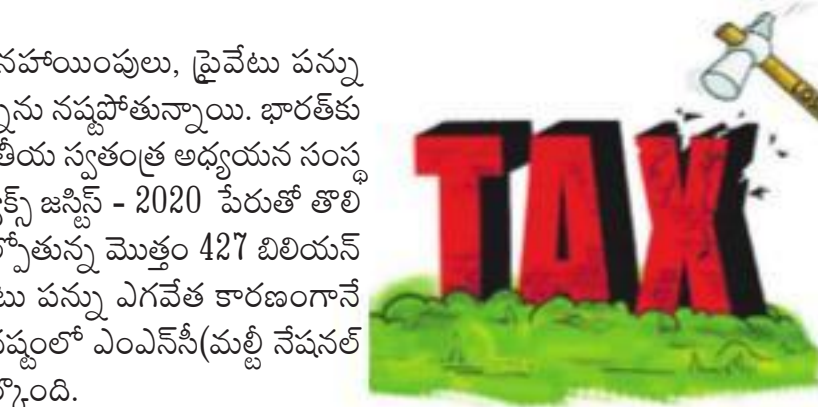 నహాయింపులు, ప్రైవేటు పన్ను
ను నష్టపోతున్నాయి. భారత్‌కు
తీయ స్వతంత్ర అధ్యయన సంస్థ
క్స్ జస్టిస్ - 2020 పేరుతో తొలి
ల్పోతున్న మొత్తం 427 బిలియన్
టు పన్ను ఎగవేత కారణంగానే
నష్టంలో ఎంఎన్‌సీ(మల్టీ నేషనల్
ర్కొంది.
TAX